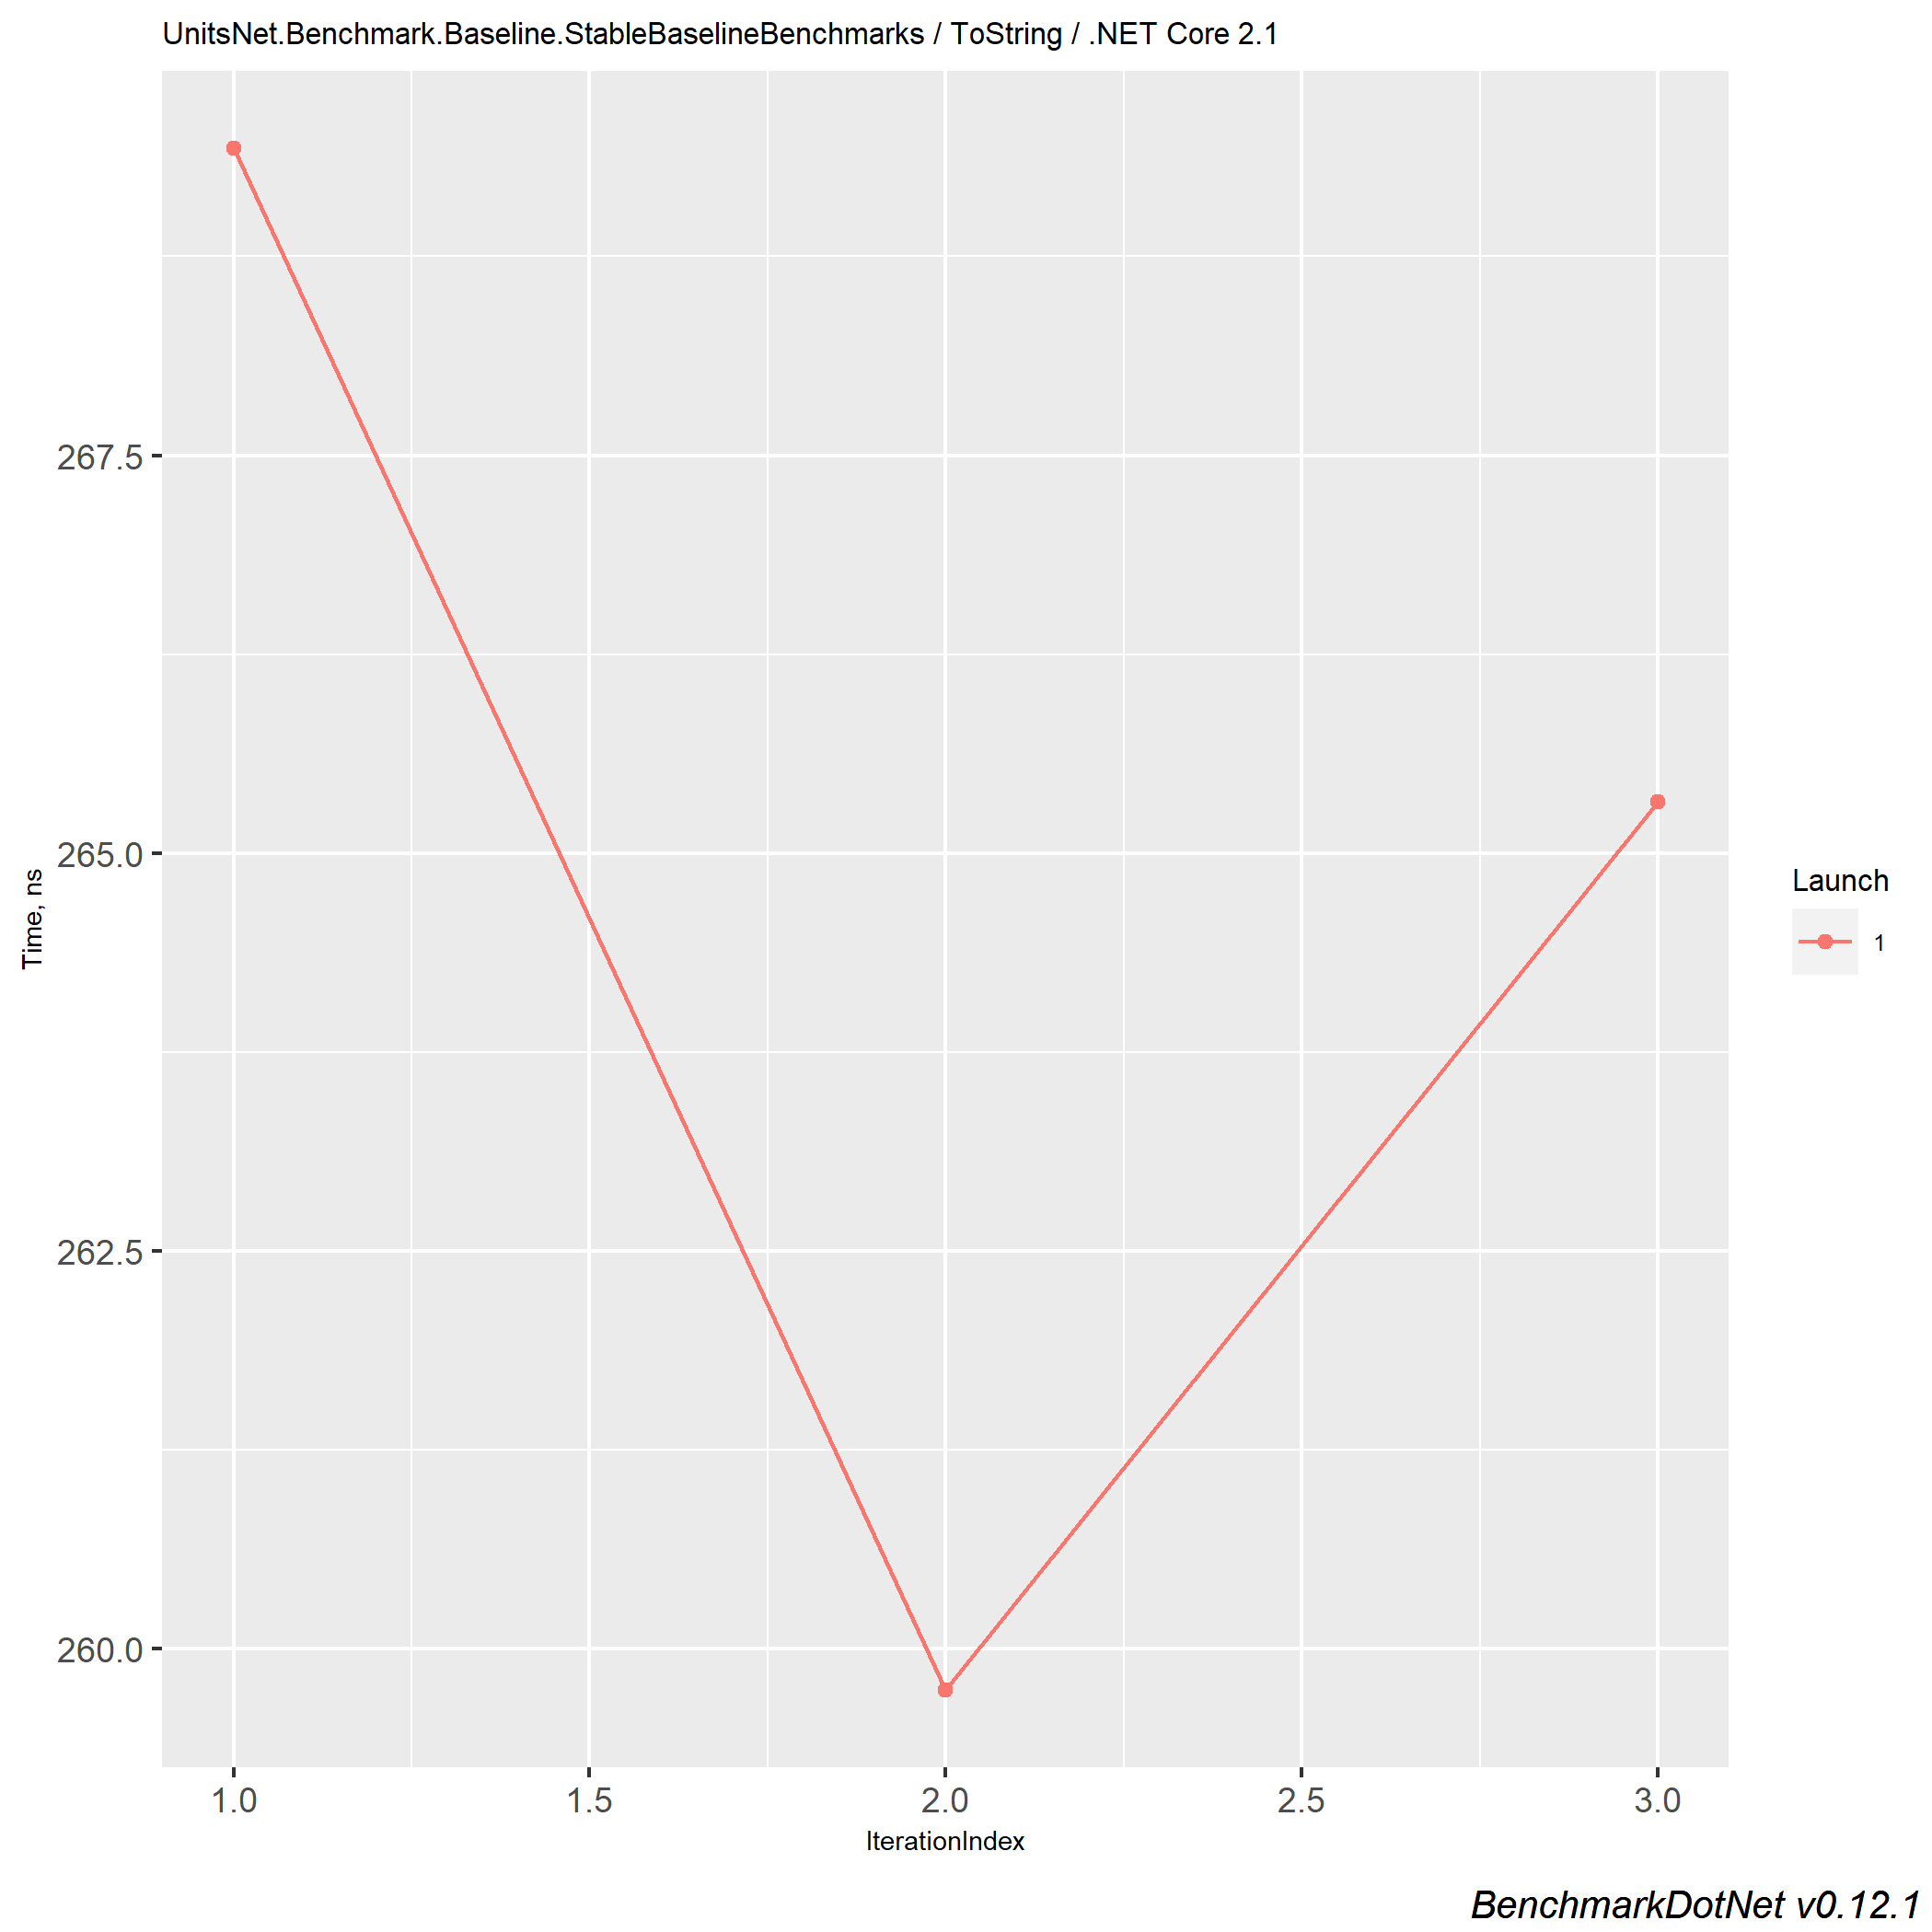 UnitsNet.Benchmark.Baseline.StableBaselineBenchmarks / ToString / .NET Core 2.1
267.5
265.0
262.5
260.0
Time, ns
1.0 1.5 2.0 2.5 3.0
IterationIndex
Launch
1
BenchmarkDotNet v0.12.1